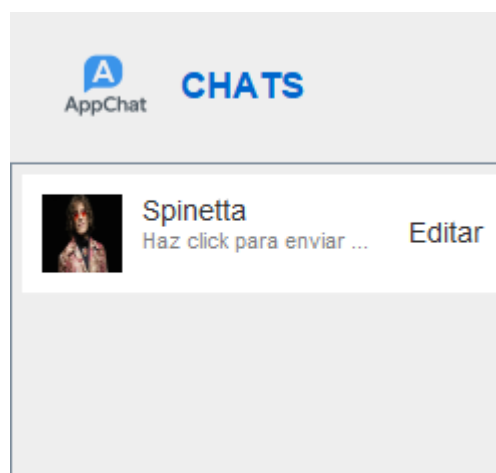 A
AppChat
CHATS
Spinetta
Haz click para enviar ...
Editar